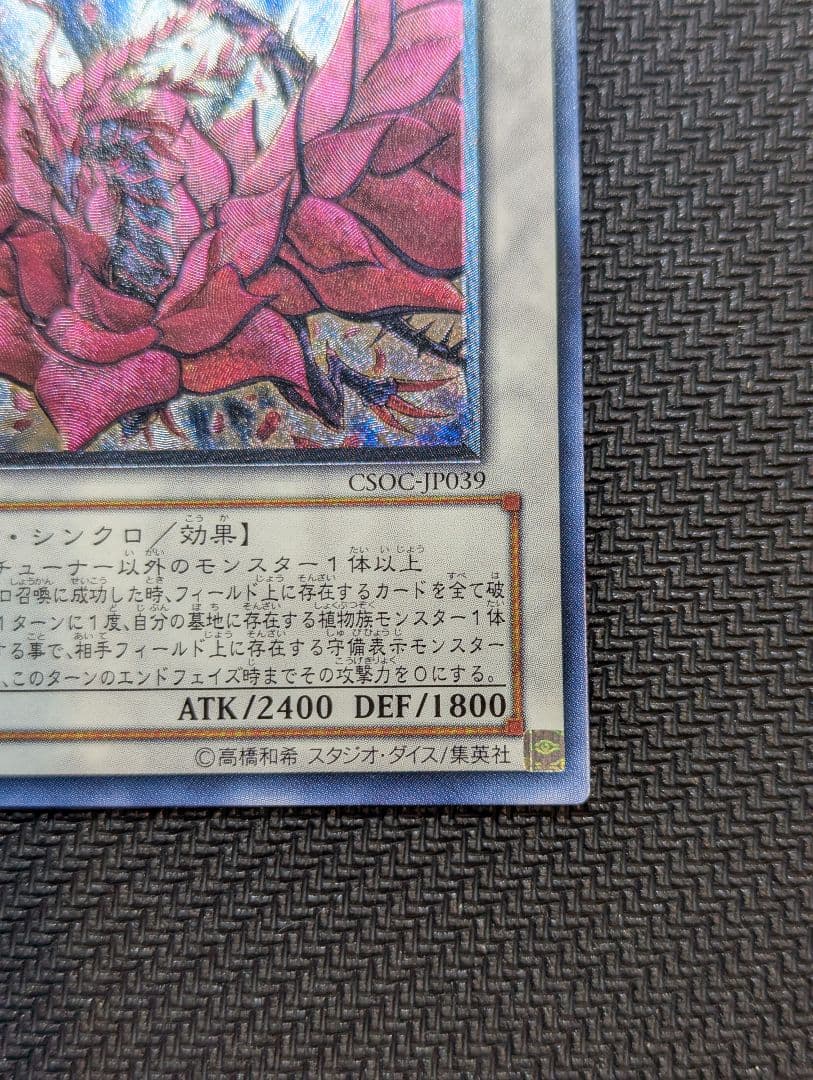 CSOC-JP039
・シンクロ／効果】
チューナー以外のモンスター１体以上
ロ召喚に成功した時、フィールド上に存在するカードを全て破
１ターンに１度、自分の墓地に存在する植物族モンスター１体
する事で、相手フィールド上に存在する守備表示モンスター
、このターンのエンドフェイズ時までその攻撃力を０にする。
ATK/2400 DEF/1800
©高橋和希 スタジオ・ダイス/集英社